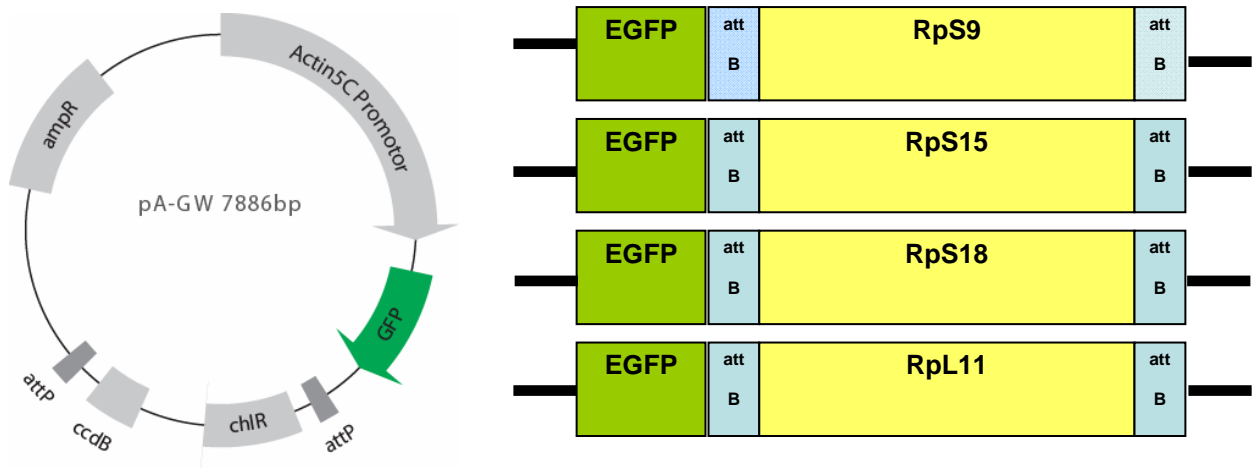 Actin5C Promotor
ampR
pA-GW 7886bp
GFP
attP
ccdB
chlR
attP
EGFP
att
B
RpS9
att
B
EGFP
att
B
RpS15
att
B
EGFP
att
B
RpS18
att
B
EGFP
att
B
RpL11
att
B